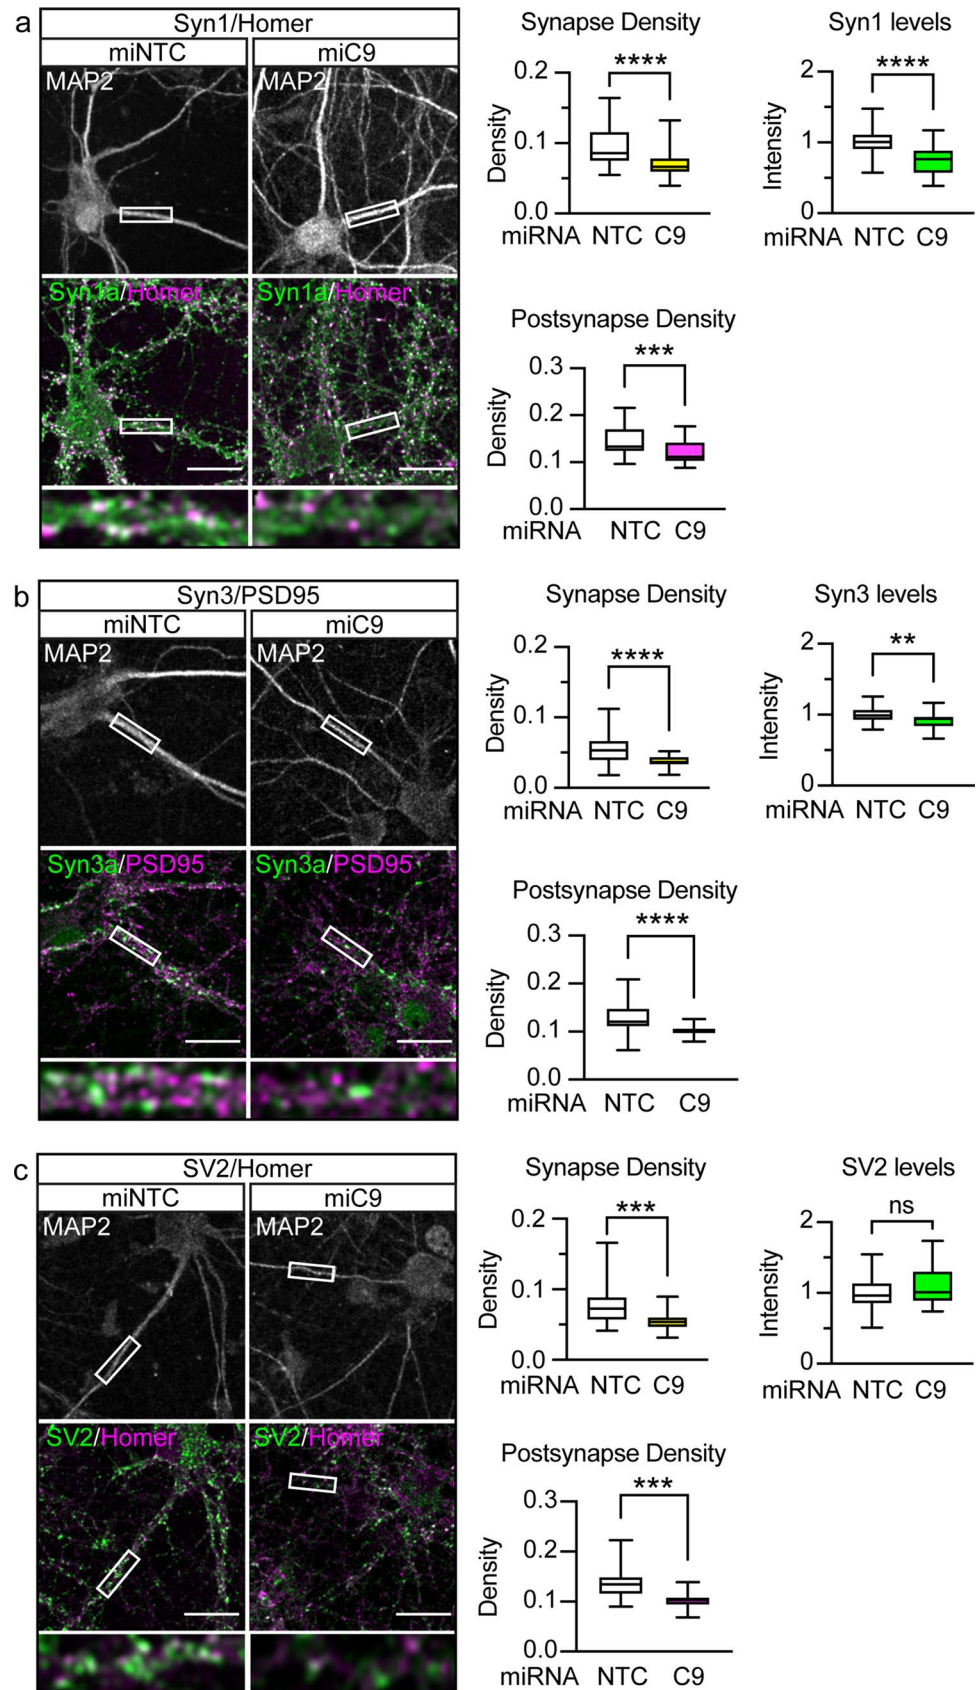 a
Syn1/Homer
miNTC miC9
MAP2 MAP2
Syn1a/Homer Syn1a/Homer
Synapse Density
****
Density
0.2
0.1
0.0
miRNA NTC C9
Syn1 levels
****
Intensity
2
1
0
miRNA NTC C9
Postsynapse Density
***
Density
0.3
0.2
0.1
0.0
miRNA NTC C9
b
Syn3/PSD95
miNTC miC9
MAP2 MAP2
Syn3a/PSD95 Syn3a/PSD95
Synapse Density
****
Density
0.2
0.1
0.0
miRNA NTC C9
Syn3 levels
**
Intensity
2
1
0
miRNA NTC C9
Postsynapse Density
****
Density
0.3
0.2
0.1
0.0
miRNA NTC C9
c
SV2/Homer
miNTC miC9
MAP2 MAP2
SV2/Homer SV2/Homer
Synapse Density
***
Density
0.2
0.1
0.0
miRNA NTC C9
SV2 levels
ns
Intensity
2
1
0
miRNA NTC C9
Postsynapse Density
***
Density
0.3
0.2
0.1
0
miRNA NTC C9